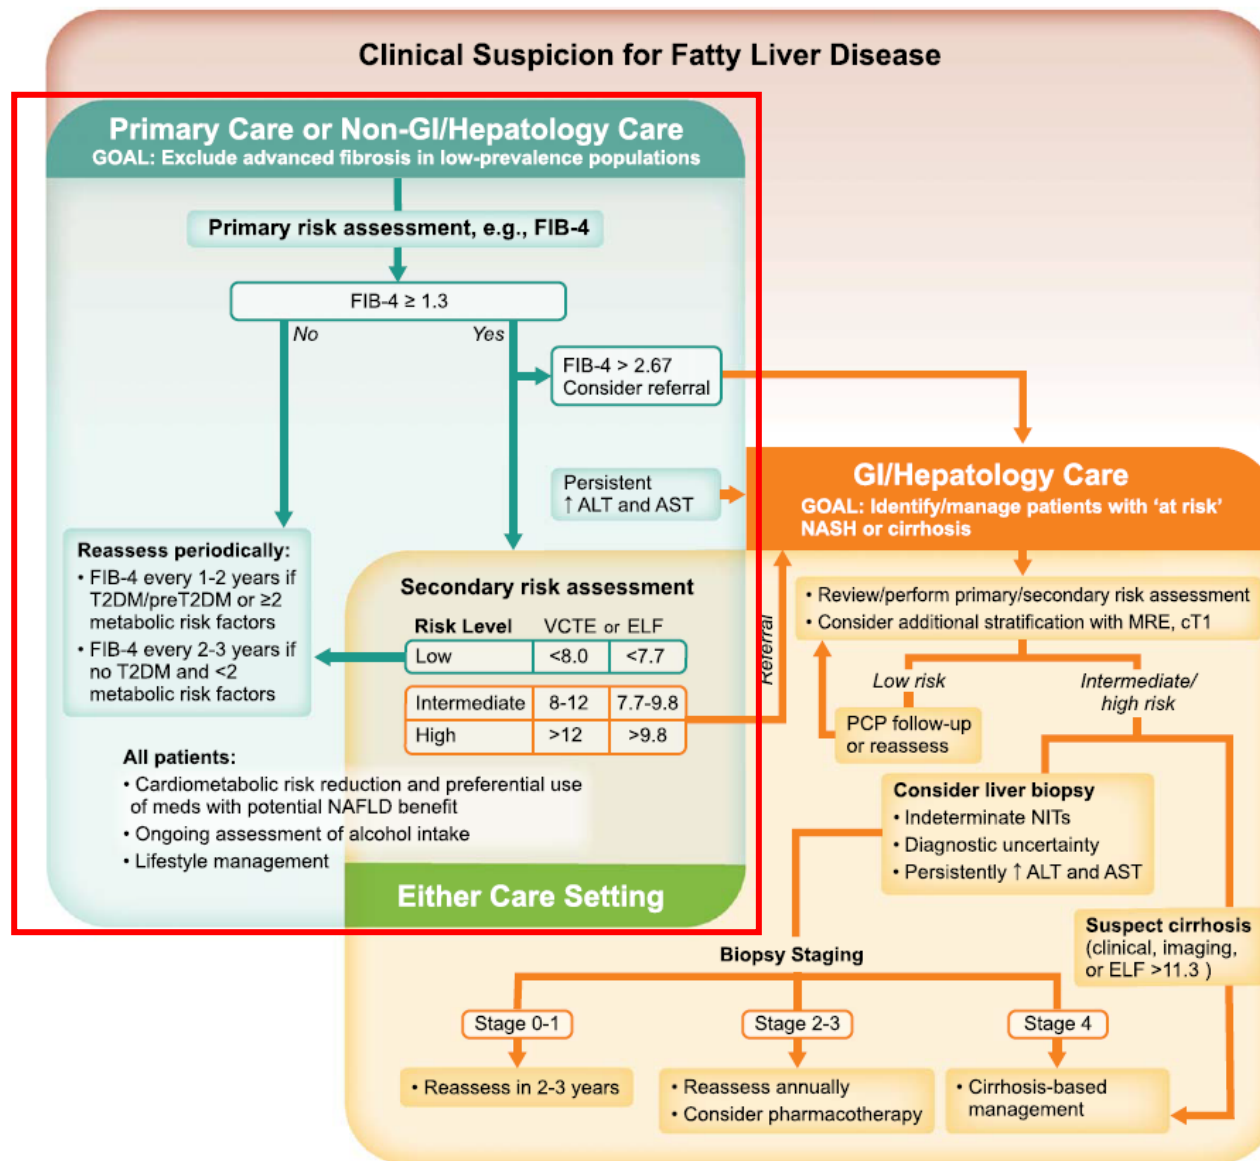 Clinical Suspicion for Fatty Liver Disease
Primary Care or Non-GI/Hepatology Care
GOAL: Exclude advanced fibrosis in low-prevalence populations
Primary risk assessment, e.g., FIB-4
FIB-4 ≥ 1.3
No
Yes
FIB-4 > 2.67
Consider referral
Persistent
↑ ALT and AST
Reassess periodically:
• FIB-4 every 1-2 years if
T2DM/preT2DM or ≥2
metabolic risk factors
• FIB-4 every 2-3 years if
no T2DM and <2
metabolic risk factors
Secondary risk assessment
Risk Level VCTE or ELF
Low <8.0 <7.7
Intermediate 8-12 7.7-9.8
High >12 >9.8
Referral
All patients:
• Cardiometabolic risk reduction and preferential use
of meds with potential NAFLD benefit
• Ongoing assessment of alcohol intake
• Lifestyle management
Either Care Setting
GI/Hepatology Care
GOAL: Identify/manage patients with ‘at risk’
NASH or cirrhosis
• Review/perform primary/secondary risk assessment
• Consider additional stratification with MRE, cT1
Low risk
Intermediate/
high risk
PCP follow-up
or reassess
Consider liver biopsy
• Indeterminate NITs
• Diagnostic uncertainty
• Persistently ↑ ALT and AST
Suspect cirrhosis
(clinical, imaging,
or ELF >11.3 )
Biopsy Staging
Stage 0-1
Stage 2-3
Stage 4
• Reassess in 2-3 years
• Reassess annually
• Consider pharmacotherapy
• Cirrhosis-based
management